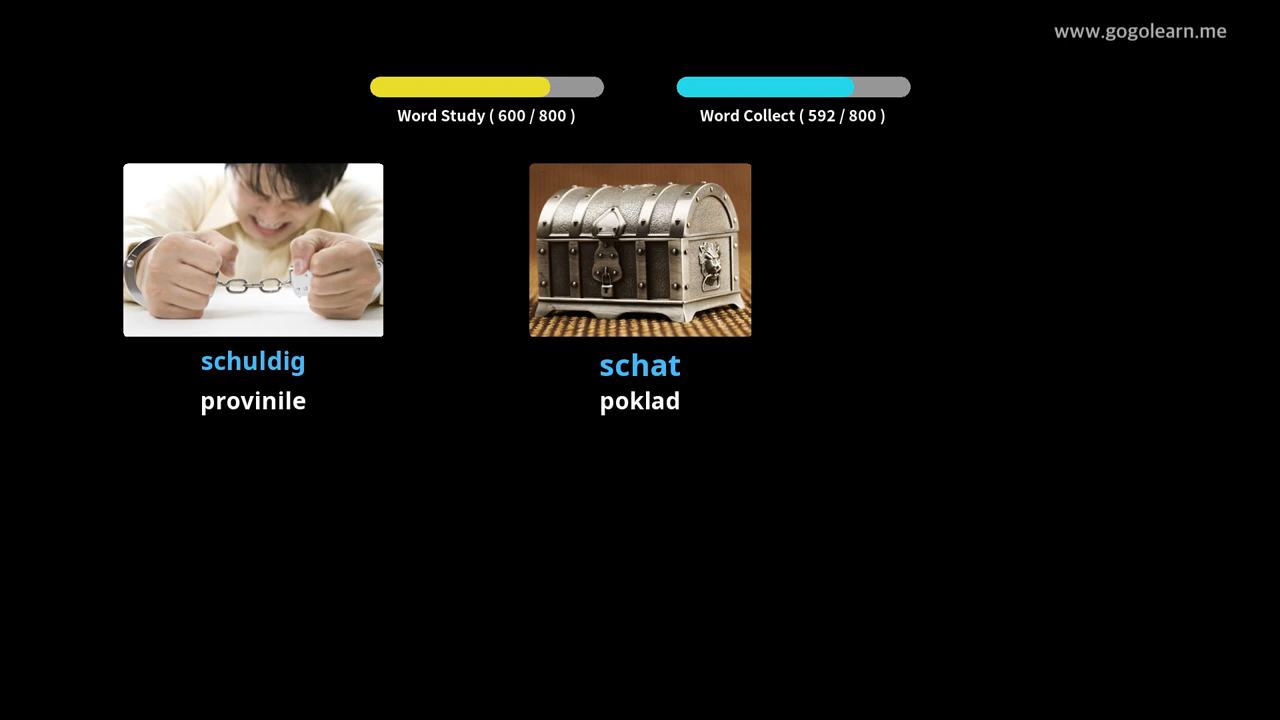 www.gogolearn.me
Word Study ( 600 / 800 )
Word Collect ( 592 / 800 )
schuldig
provinile
schat
poklad